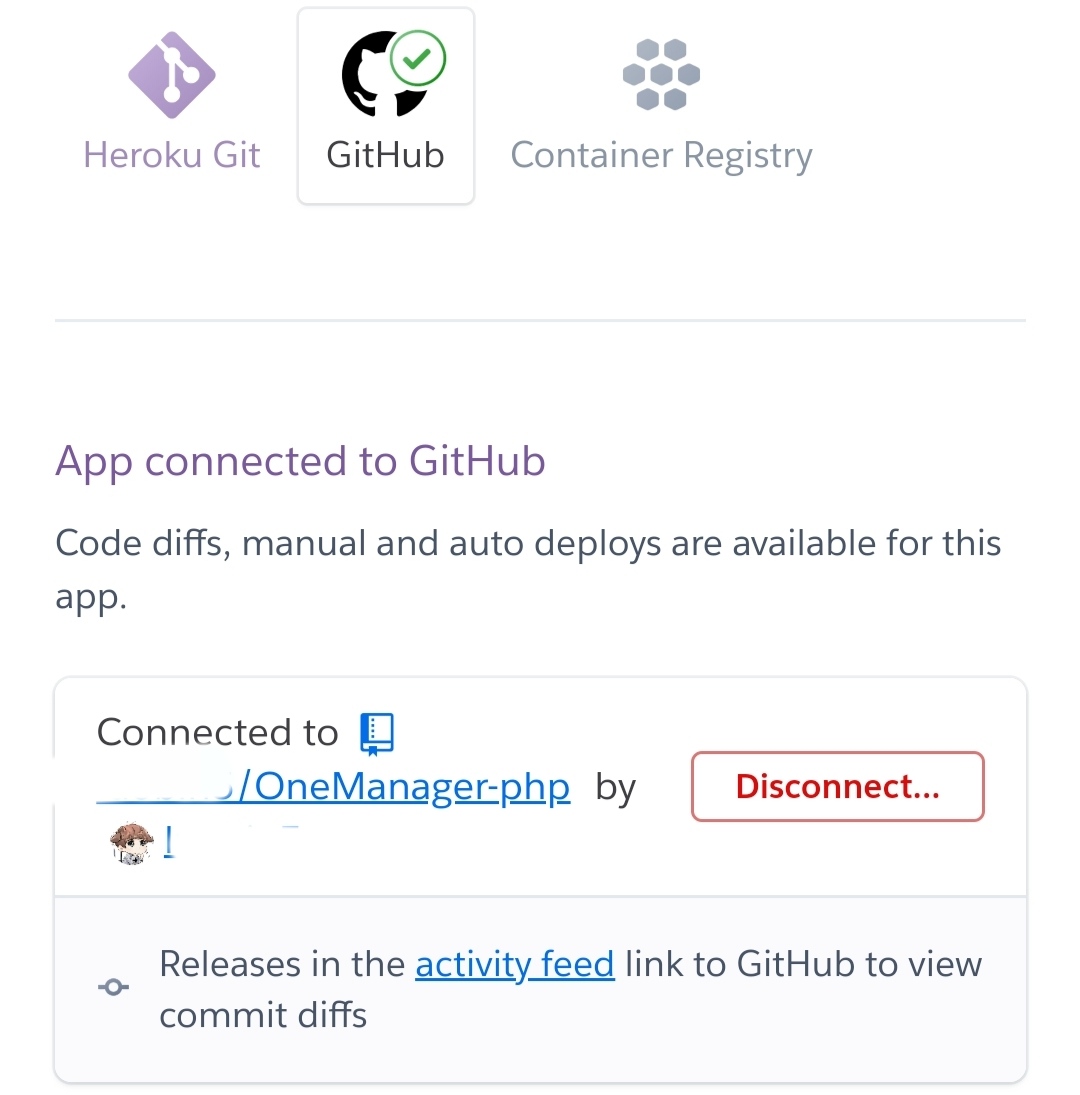 Heroku Git
GitHub
Container Registry
App connected to GitHub
Code diffs, manual and auto deploys are available for this
app.
Connected to
/OneManager-php by
Disconnect...
Releases in the activity feed link to GitHub to view
commit diffs